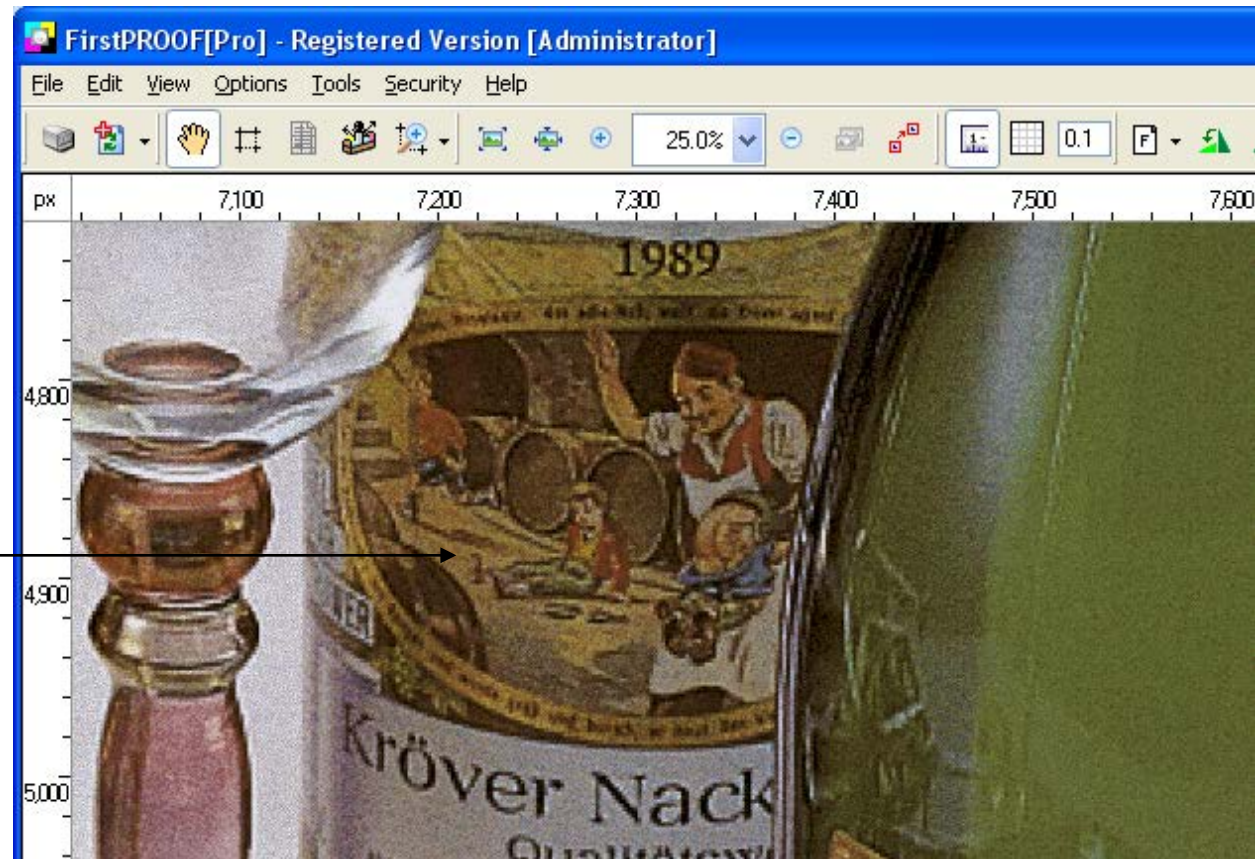 FirstPROOF[Pro] - Registered Version [Administrator]
File Edit View Options Tools Security Help
25.0% 0.1 F
px 7,100 7,200 7,300 7,400 7,500 7,600
1989
4,800
4,900
5,000
Kröver Nack